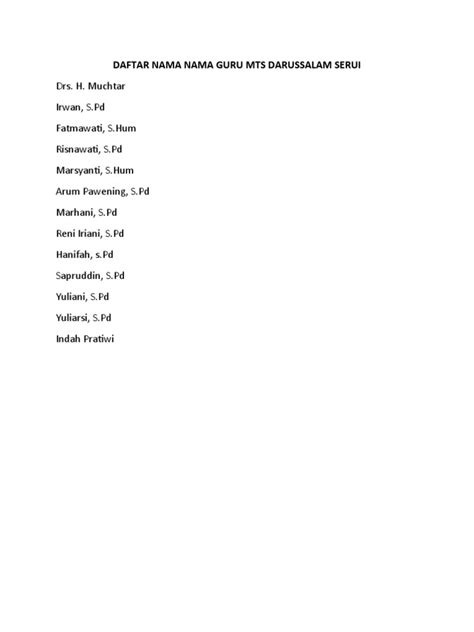 DAFTAR NAMA NAMA GURU MTS DARUSSALAM SERUI
Drs. H. Muchtar
Irwan, S.Pd
Fatmawati, S.Hum
Risnawati, S.Pd
Marsyanti, S.Hum
Arum Pawening, S.Pd
Marhani, S.Pd
Reni Iriani, S.Pd
Hanifah, s.Pd
Sapruddin, S.Pd
Yuliani, S.Pd
Yuliarsi, S.Pd
Indah Pratiwi